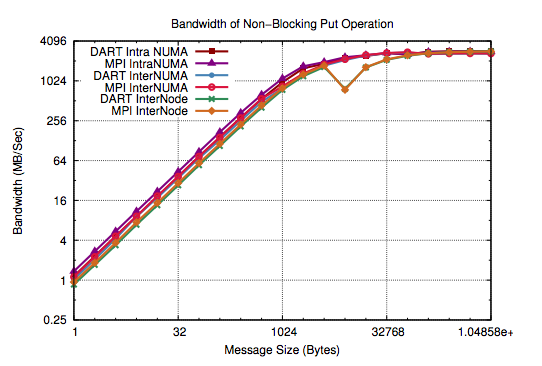 Bandwidth of Non-Blocking Put Operation
4096
1024
256
64
16
4
1
0.25
Bandwidth (MB/Sec)
DART Intra NUMA
MPI IntraNUMA
DART InterNUMA
MPI InterNUMA
DART InterNode
MPI InterNode
1
32
1024
32768
1.04858e+
Message Size (Bytes)